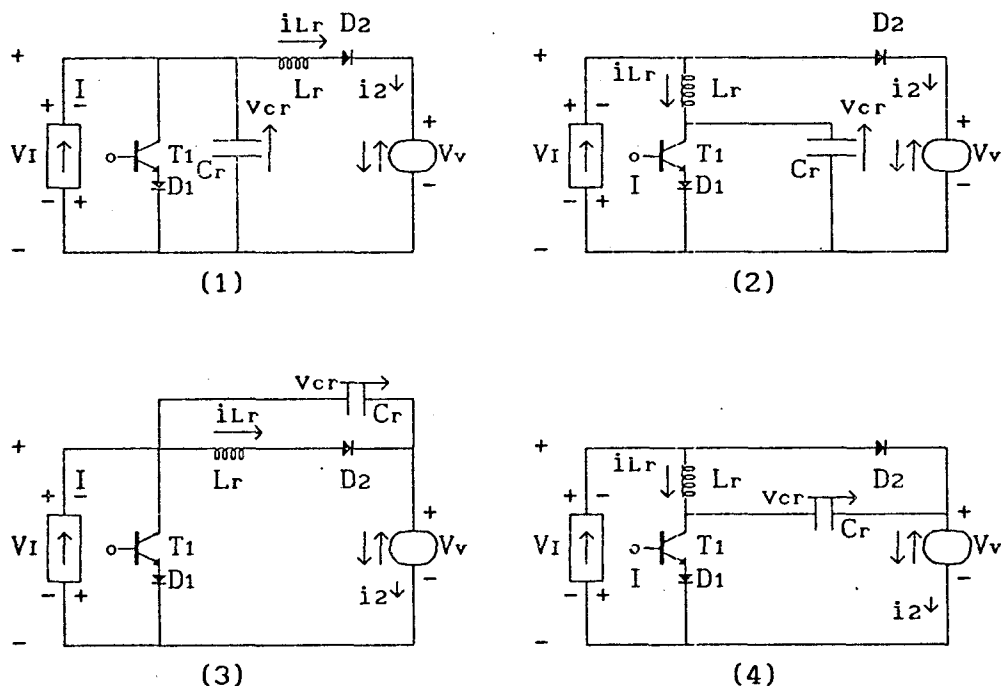 iLr D2
+ Lr
+ I vcr i2
VI T1 Cr + Vv
D1
- + -
-
(1)
D2
+ iLr Lr
+ - i2
vcr +
VI T1 Cr Vv
I D1
- + -
-
(2)
vcr
Cr
iLr
+ Lr D2
+ I
+
VI T1 Vv
D1 -
- + i2
-
(3)
+ iLr Lr D2
+ - vcr
Cr +
VI T1 Vv
I D1 -
- + i2
-
(4)